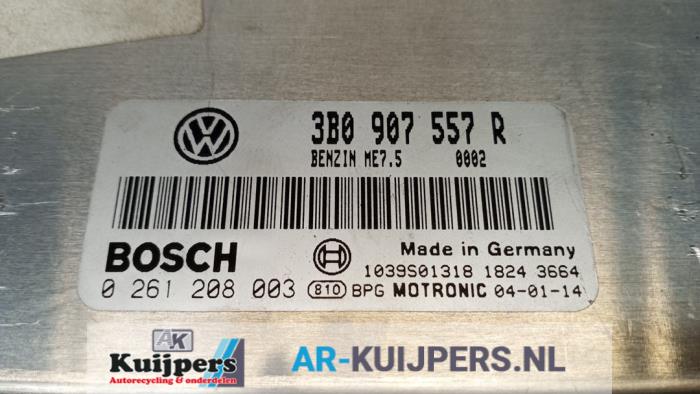 3B0 907 557 R
BENZIN ME7.5 0002
BOSCH
Made in Germany
1039S01318 1824 3664
0 261 208 003 810 BPG MOTRONIC 04-01-14
AK
Kuijpers
Autorecycling & onderdelen
AR-KUIJPERS.NL